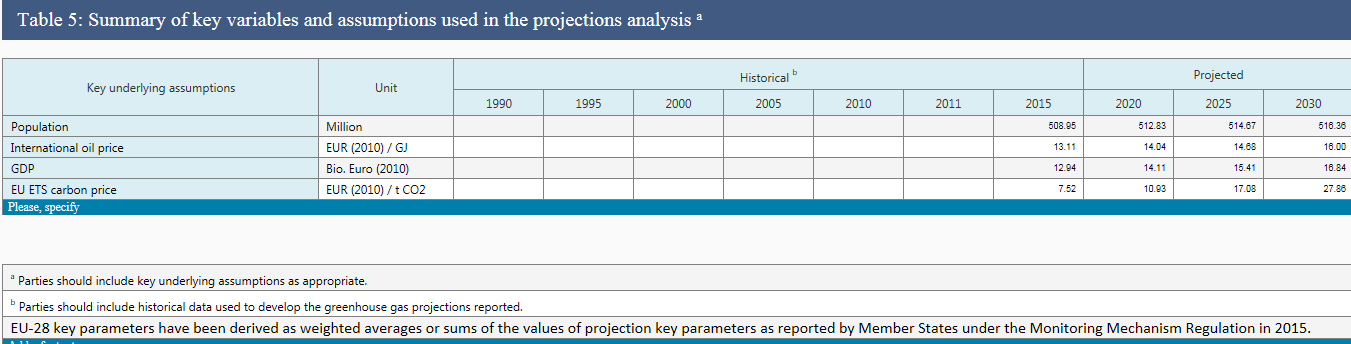 Table 5: Summary of key variables and assumptions used in the projections analysis a
Key underlying assumptions Unit Historical b Projected
1990 1995 2000 2005 2010 2011 2015 2020 2025 2030
Population Million 508.95 512.83 514.67 516.36
International oil price EUR (2010) / GJ 13.11 14.04 14.68 16.00
GDP Bio. Euro (2010) 12.94 14.11 15.41 16.84
EU ETS carbon price EUR (2010) / t CO2 7.52 10.93 17.08 27.86
Please, specify
a Parties should include key underlying assumptions as appropriate.
b Parties should include historical data used to develop the greenhouse gas projections reported.
EU-28 key parameters have been derived as weighted averages or sums of the values of projection key parameters as reported by Member States under the Monitoring Mechanism Regulation in 2015.